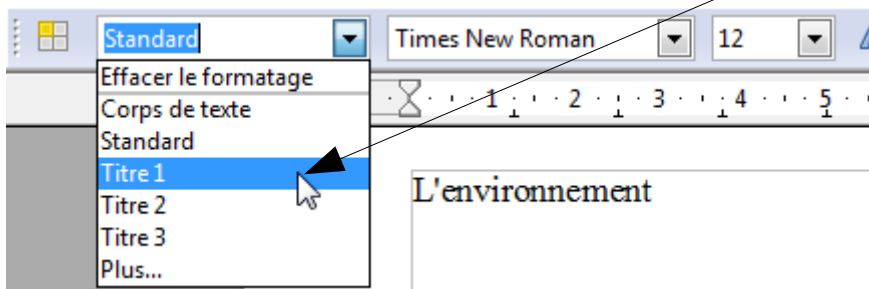 Standard Times New Roman 12
Effacer le formatage
Corps de texte
Standard
Titre 1
Titre 2
Titre 3
Plus...
1 2 3 4 5
L'environnement